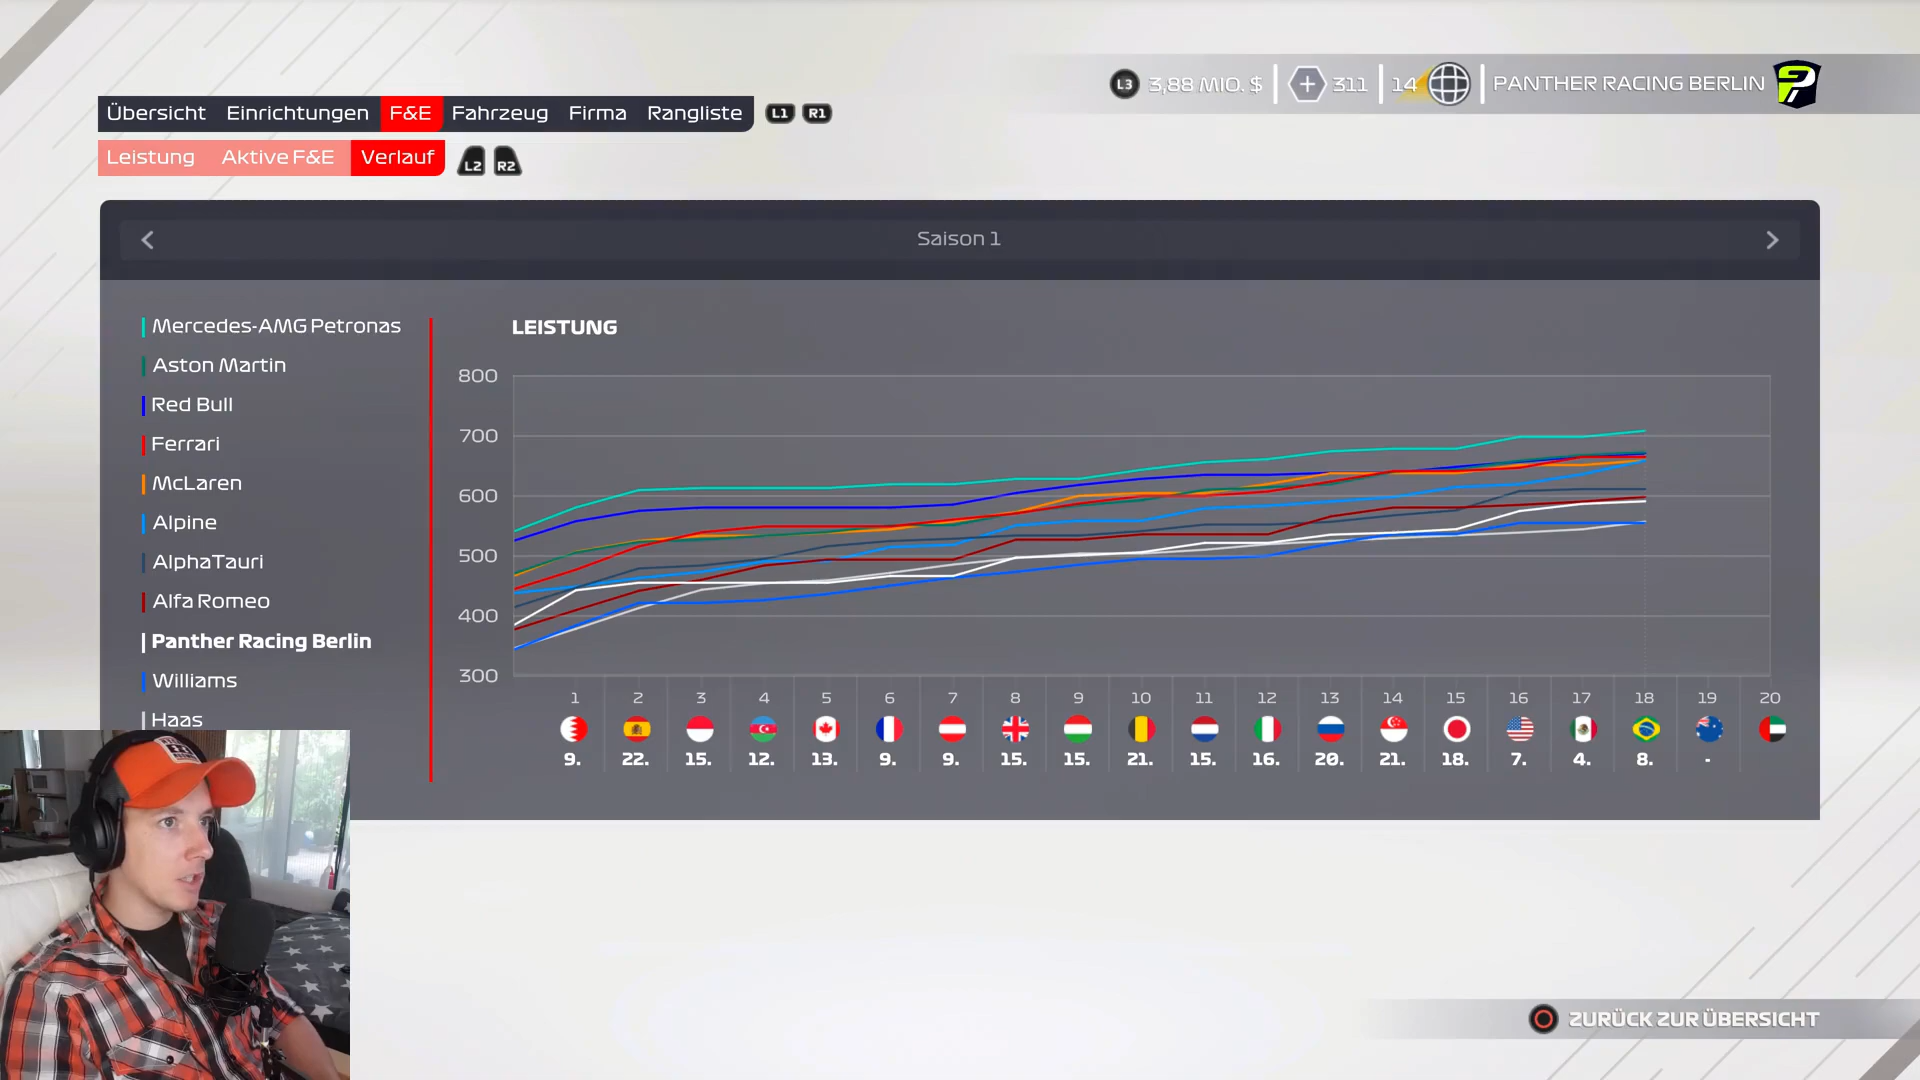 L3 3,88 MIO. $ 311 14 PANTHER RACING BERLIN
Übersicht Einrichtungen F&E Fahrzeug Firma Rangliste L1 R1
Leistung Aktive F&E Verlauf L2 R2
Saison 1
Mercedes-AMG Petronas
Aston Martin
Red Bull
Ferrari
McLaren
Alpine
AlphaTauri
Alfa Romeo
Panther Racing Berlin
Williams
Haas
LEISTUNG
800
700
600
500
400
300
1 2 3 4 5 6 7 8 9 10 11 12 13 14 15 16 17 18 19 20
9. 22. 15. 12. 13. 9. 9. 15. 15. 21. 15. 16. 20. 21. 18. 7. 4. 8. -
ZURÜCK ZUR ÜBERSICHT